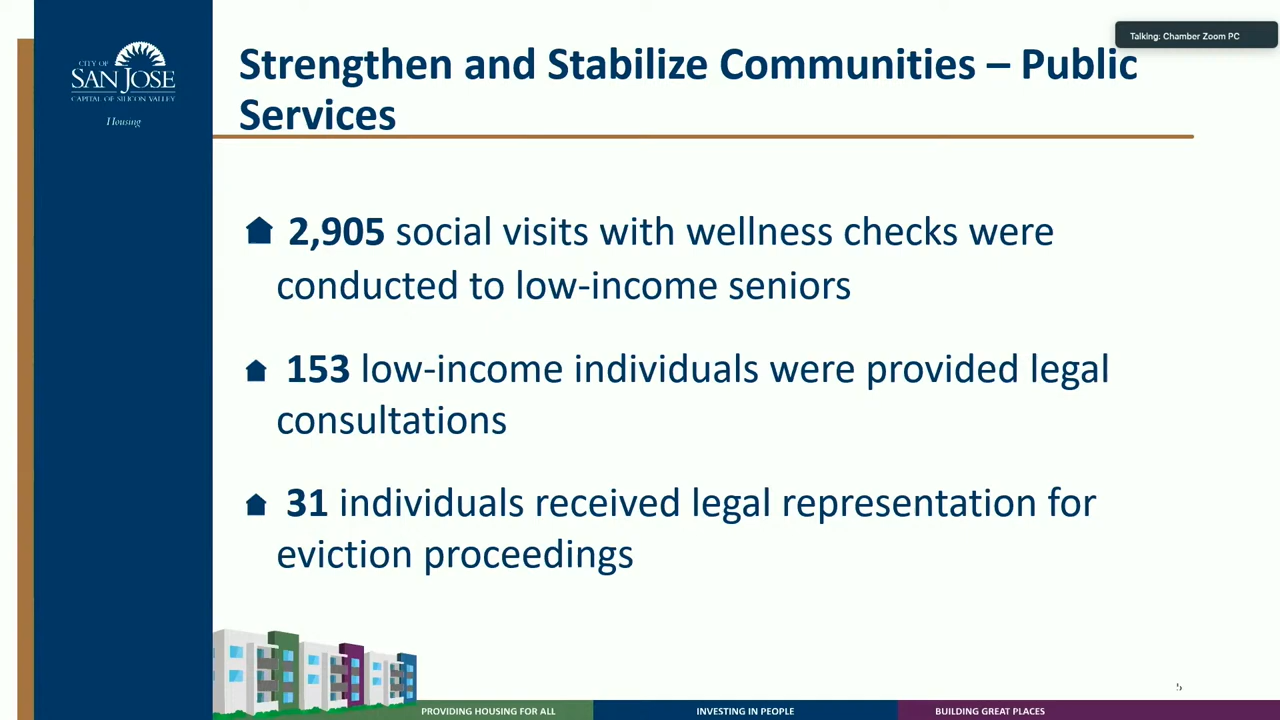 Talking: Chamber Zoom PC
CITY OF
SAN JOSE
CAPITAL OF SILICON VALLEY
Housing
Strengthen and Stabilize Communities – Public
Services
2,905 social visits with wellness checks were
conducted to low-income seniors
153 low-income individuals were provided legal
consultations
31 individuals received legal representation for
eviction proceedings
PROVIDING HOUSING FOR ALL
INVESTING IN PEOPLE
BUILDING GREAT PLACES